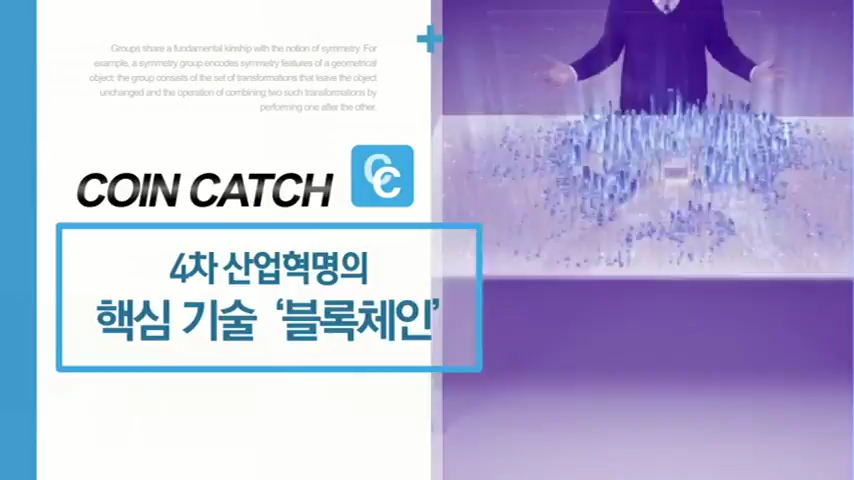 Groups share a fundamental kinship with the notion of symmetry. For
example, a symmetry group encodes symmetry features of a geometrical
object: the group consists of the set of transformations that leave the object
unchanged and the operation of combining two such transformations by
performing one after the other.
COIN CATCH
CC
4차 산업혁명의
핵심 기술 ‘블록체인’